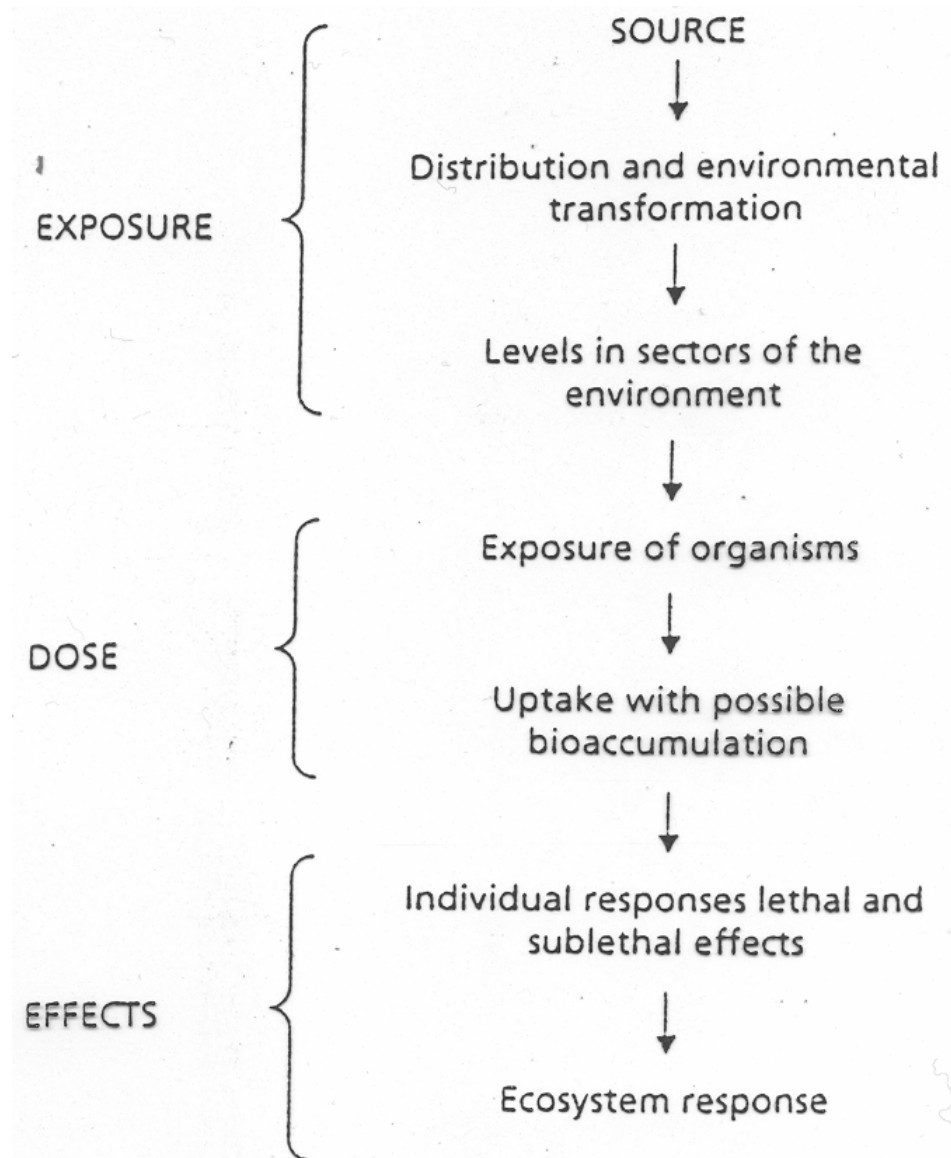 SOURCE
Distribution and environmental
transformation
EXPOSURE
Levels in sectors of the
environment
Exposure of organisms
DOSE
Uptake with possible
bioaccumulation
Individual responses lethal and
sublethal effects
EFFECTS
Ecosystem response